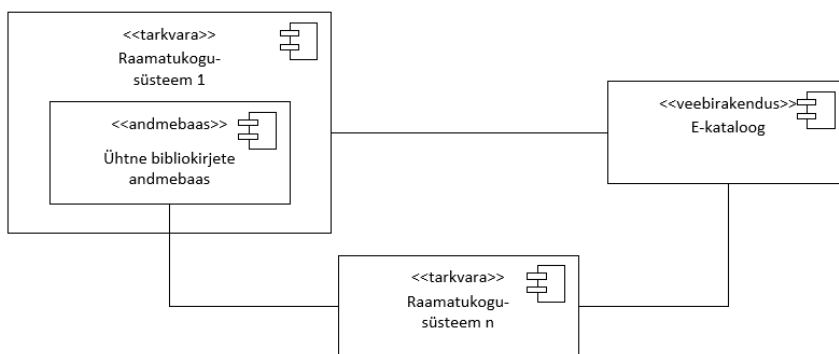 <<tarkvara>>
Raamatukogu-
süsteem 1
<<andmebaas>>
Ühtne bibliokirjete
andmebaas
<<veebirakendus>>
E-kataloog
<<tarkvara>>
Raamatukogu-
süsteem n